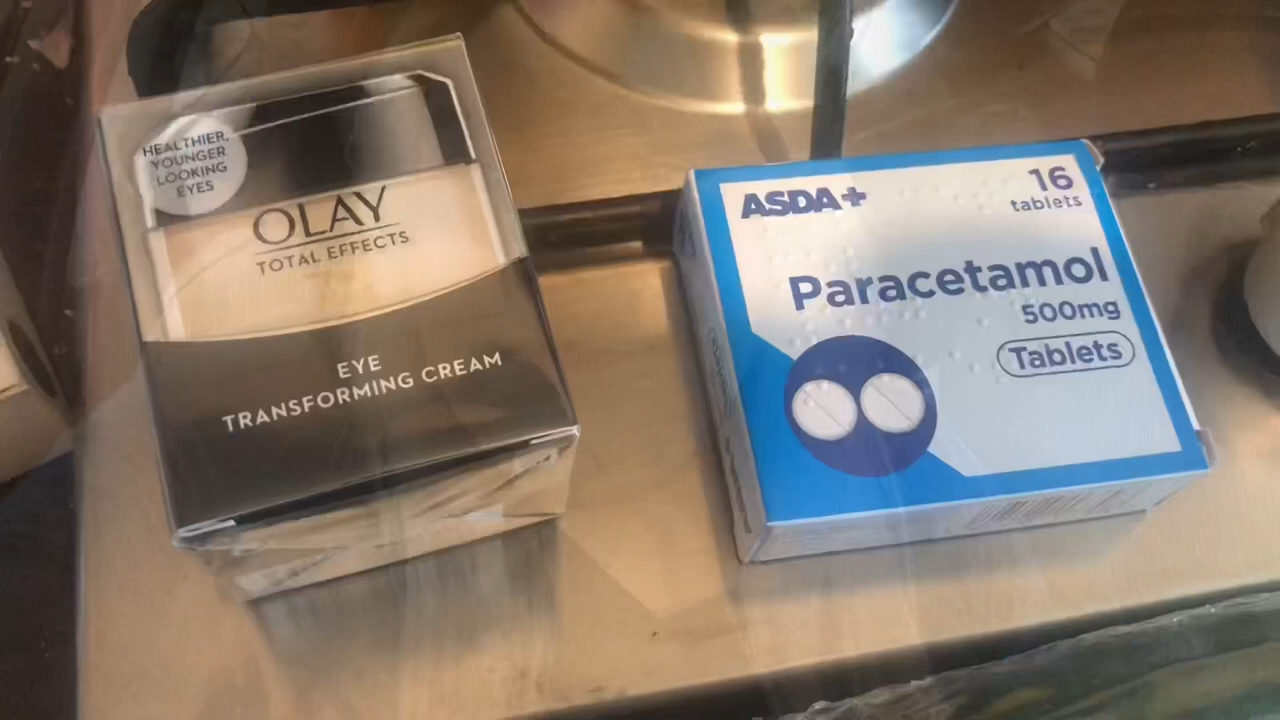 HEALTHIER,
YOUNGER
LOOKING
EYES
OLAY
TOTAL EFFECTS
EYE
TRANSFORMING CREAM
ASDA+
16
tablets
Paracetamol
500mg
Tablets